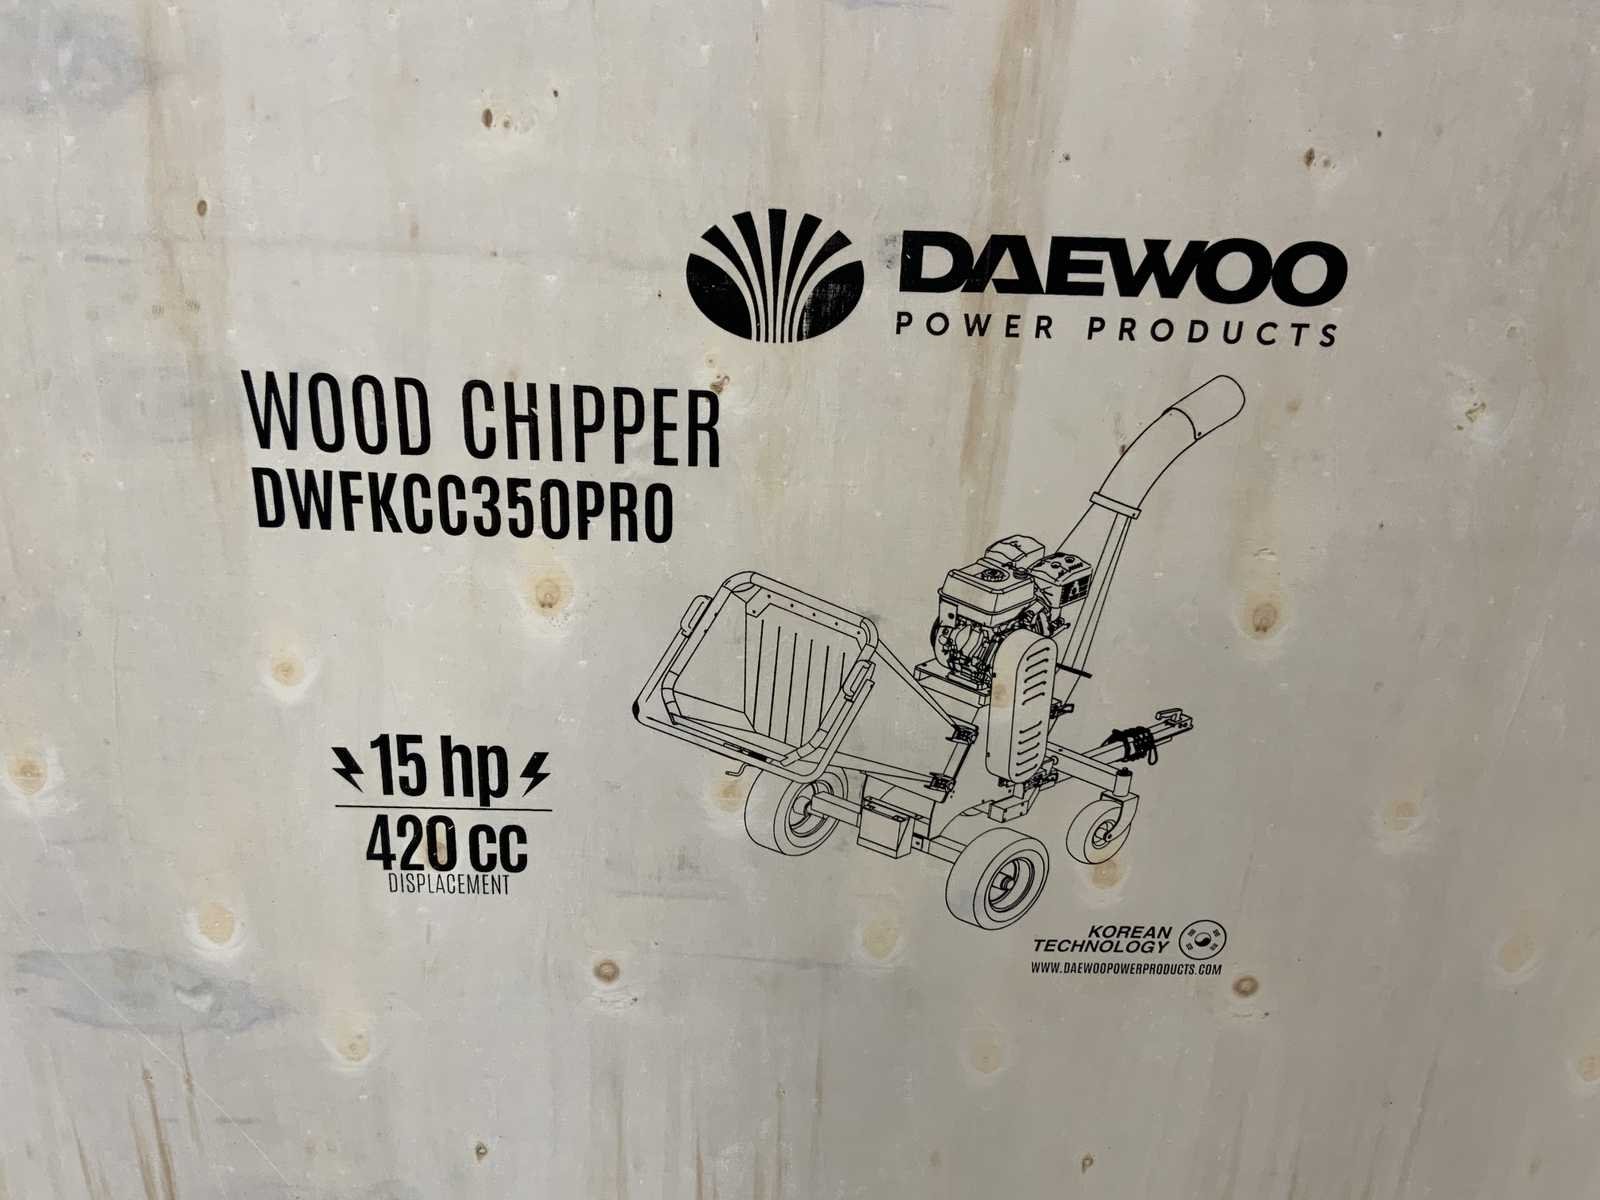 DAEWOO
POWER PRODUCTS
WOOD CHIPPER
DWFKCC350PRO
15 hp
420 CC
DISPLACEMENT
KOREAN
TECHNOLOGY
WWW.DAEWOOPOWERPRODUCTS.COM